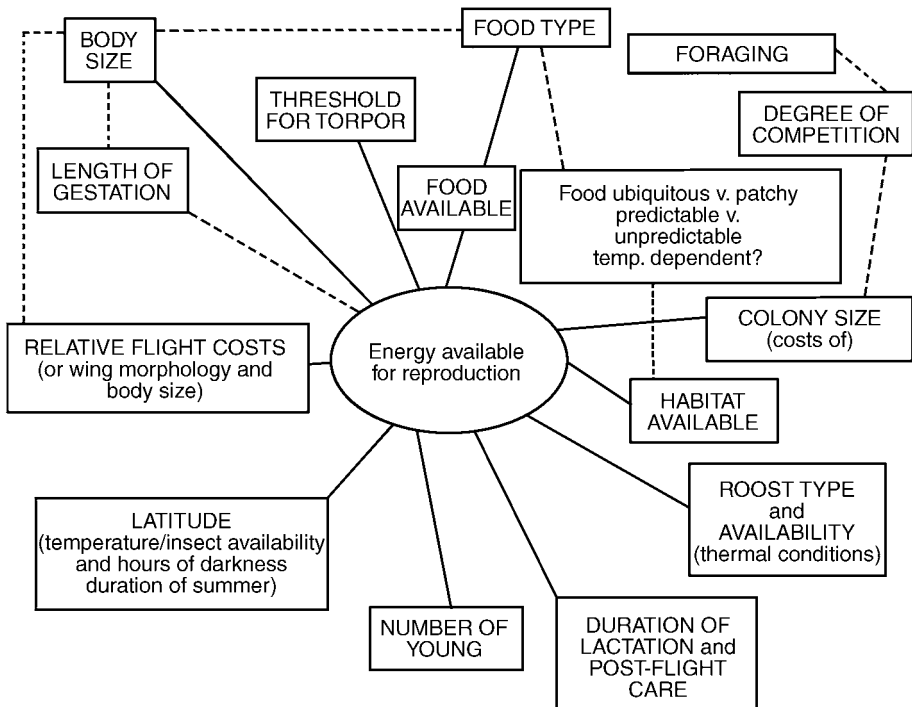 BODY
SIZE
FOOD TYPE
FORAGING
THRESHOLD
FOR TORPOR
DEGREE OF
COMPETITION
LENGTH OF
GESTATION
FOOD
AVAILABLE
Food ubiquitous v. patchy
predictable v.
unpredictable
temp. dependent?
RELATIVE FLIGHT COSTS
(or wing morphology and
body size)
Energy available
for reproduction
COLONY SIZE
(costs of)
HABITAT
AVAILABLE
LATITUDE
(temperature/insect availability
and hours of darkness
duration of summer)
ROOST TYPE
and
AVAILABILITY
(thermal conditions)
NUMBER OF
YOUNG
DURATION OF
LACTATION and
POST-FLIGHT
CARE